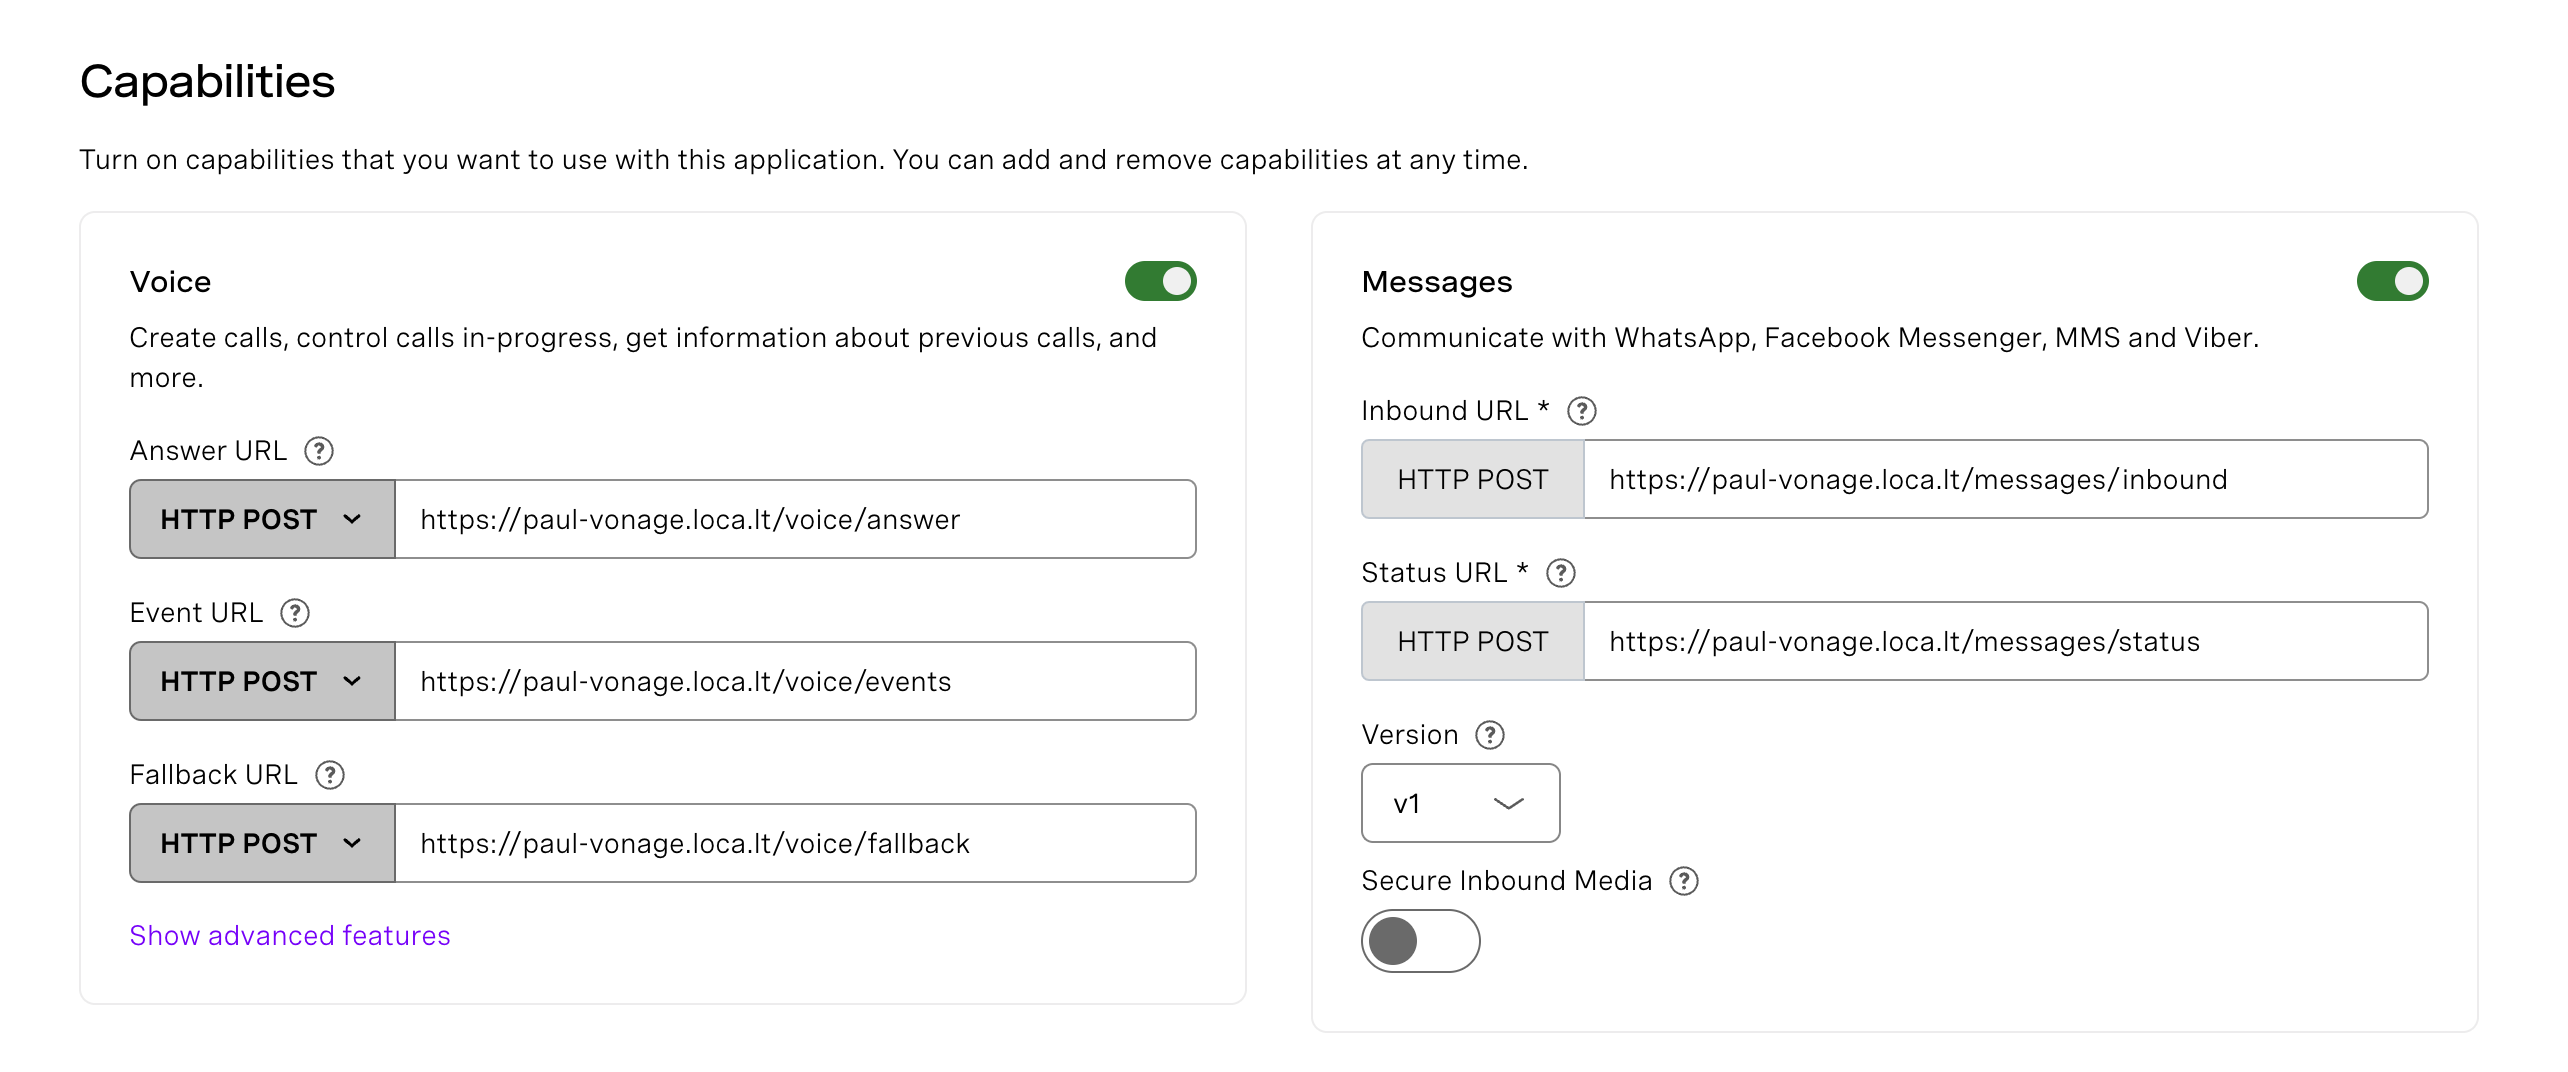 Capabilities
Turn on capabilities that you want to use with this application. You can add and remove capabilities at any time.
Voice
Create calls, control calls in-progress, get information about previous calls, and
more.
Answer URL ?
HTTP POST https://paul-vonage.loca.lt/voice/answer
Event URL ?
HTTP POST https://paul-vonage.loca.lt/voice/events
Fallback URL ?
HTTP POST https://paul-vonage.loca.lt/voice/fallback
Show advanced features
Messages
Communicate with WhatsApp, Facebook Messenger, MMS and Viber.
Inbound URL * ?
HTTP POST https://paul-vonage.loca.lt/messages/inbound
Status URL * ?
HTTP POST https://paul-vonage.loca.lt/messages/status
Version ?
v1
Secure Inbound Media ?